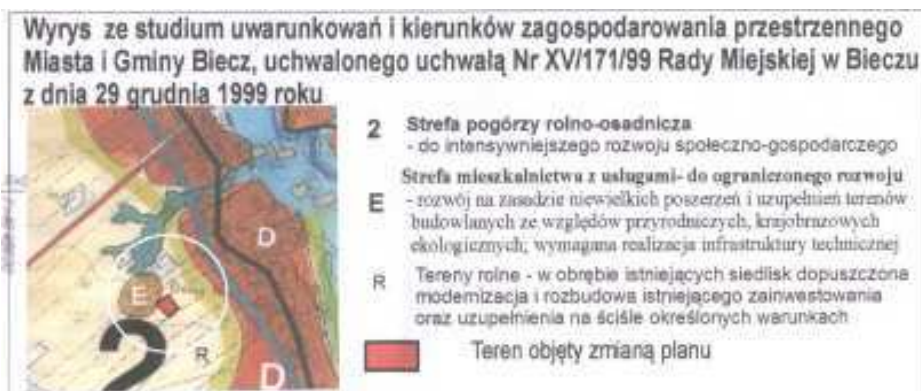 Wyrys ze studium uwarunkowań i kierunków zagospodarowania przestrzennego
Miasta i Gminy Biecz, uchwalonego uchwałą Nr XV/171/99 Rady Miejskiej w Bieczu
z dnia 29 grudnia 1999 roku
2 Strefa pogórzy rolno-osadnicza
- do intensywniejszego rozwoju społeczno-gospodarczego
Strefa mieszkalnictwa z usługami- do ograniczonego rozwoju
E - rozwój na zasadzie niewielkich poszerzeń i uzupełnień terenów
budowlanych ze względów przyrodniczych, krajobrazowych
ekologicznych; wymagana realizacja infrastruktury technicznej
R Tereny rolne - w obrębie istniejących siedlisk dopuszczona
modernizacja i rozbudowa istniejącego zainwestowania
oraz uzupełnienia na ściśle określonych warunkach
Teren objęty zmianą planu
D
E
2
R
D